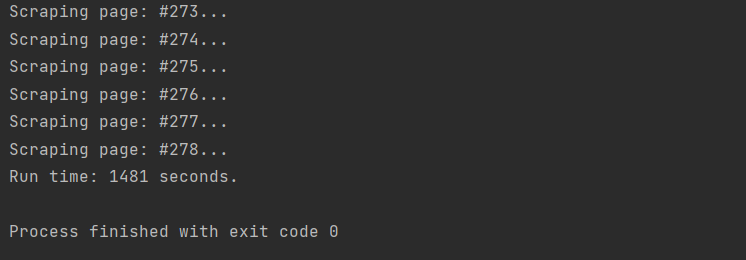 Scraping page: #273...
Scraping page: #274...
Scraping page: #275...
Scraping page: #276...
Scraping page: #277...
Scraping page: #278...
Run time: 1481 seconds.
Process finished with exit code 0